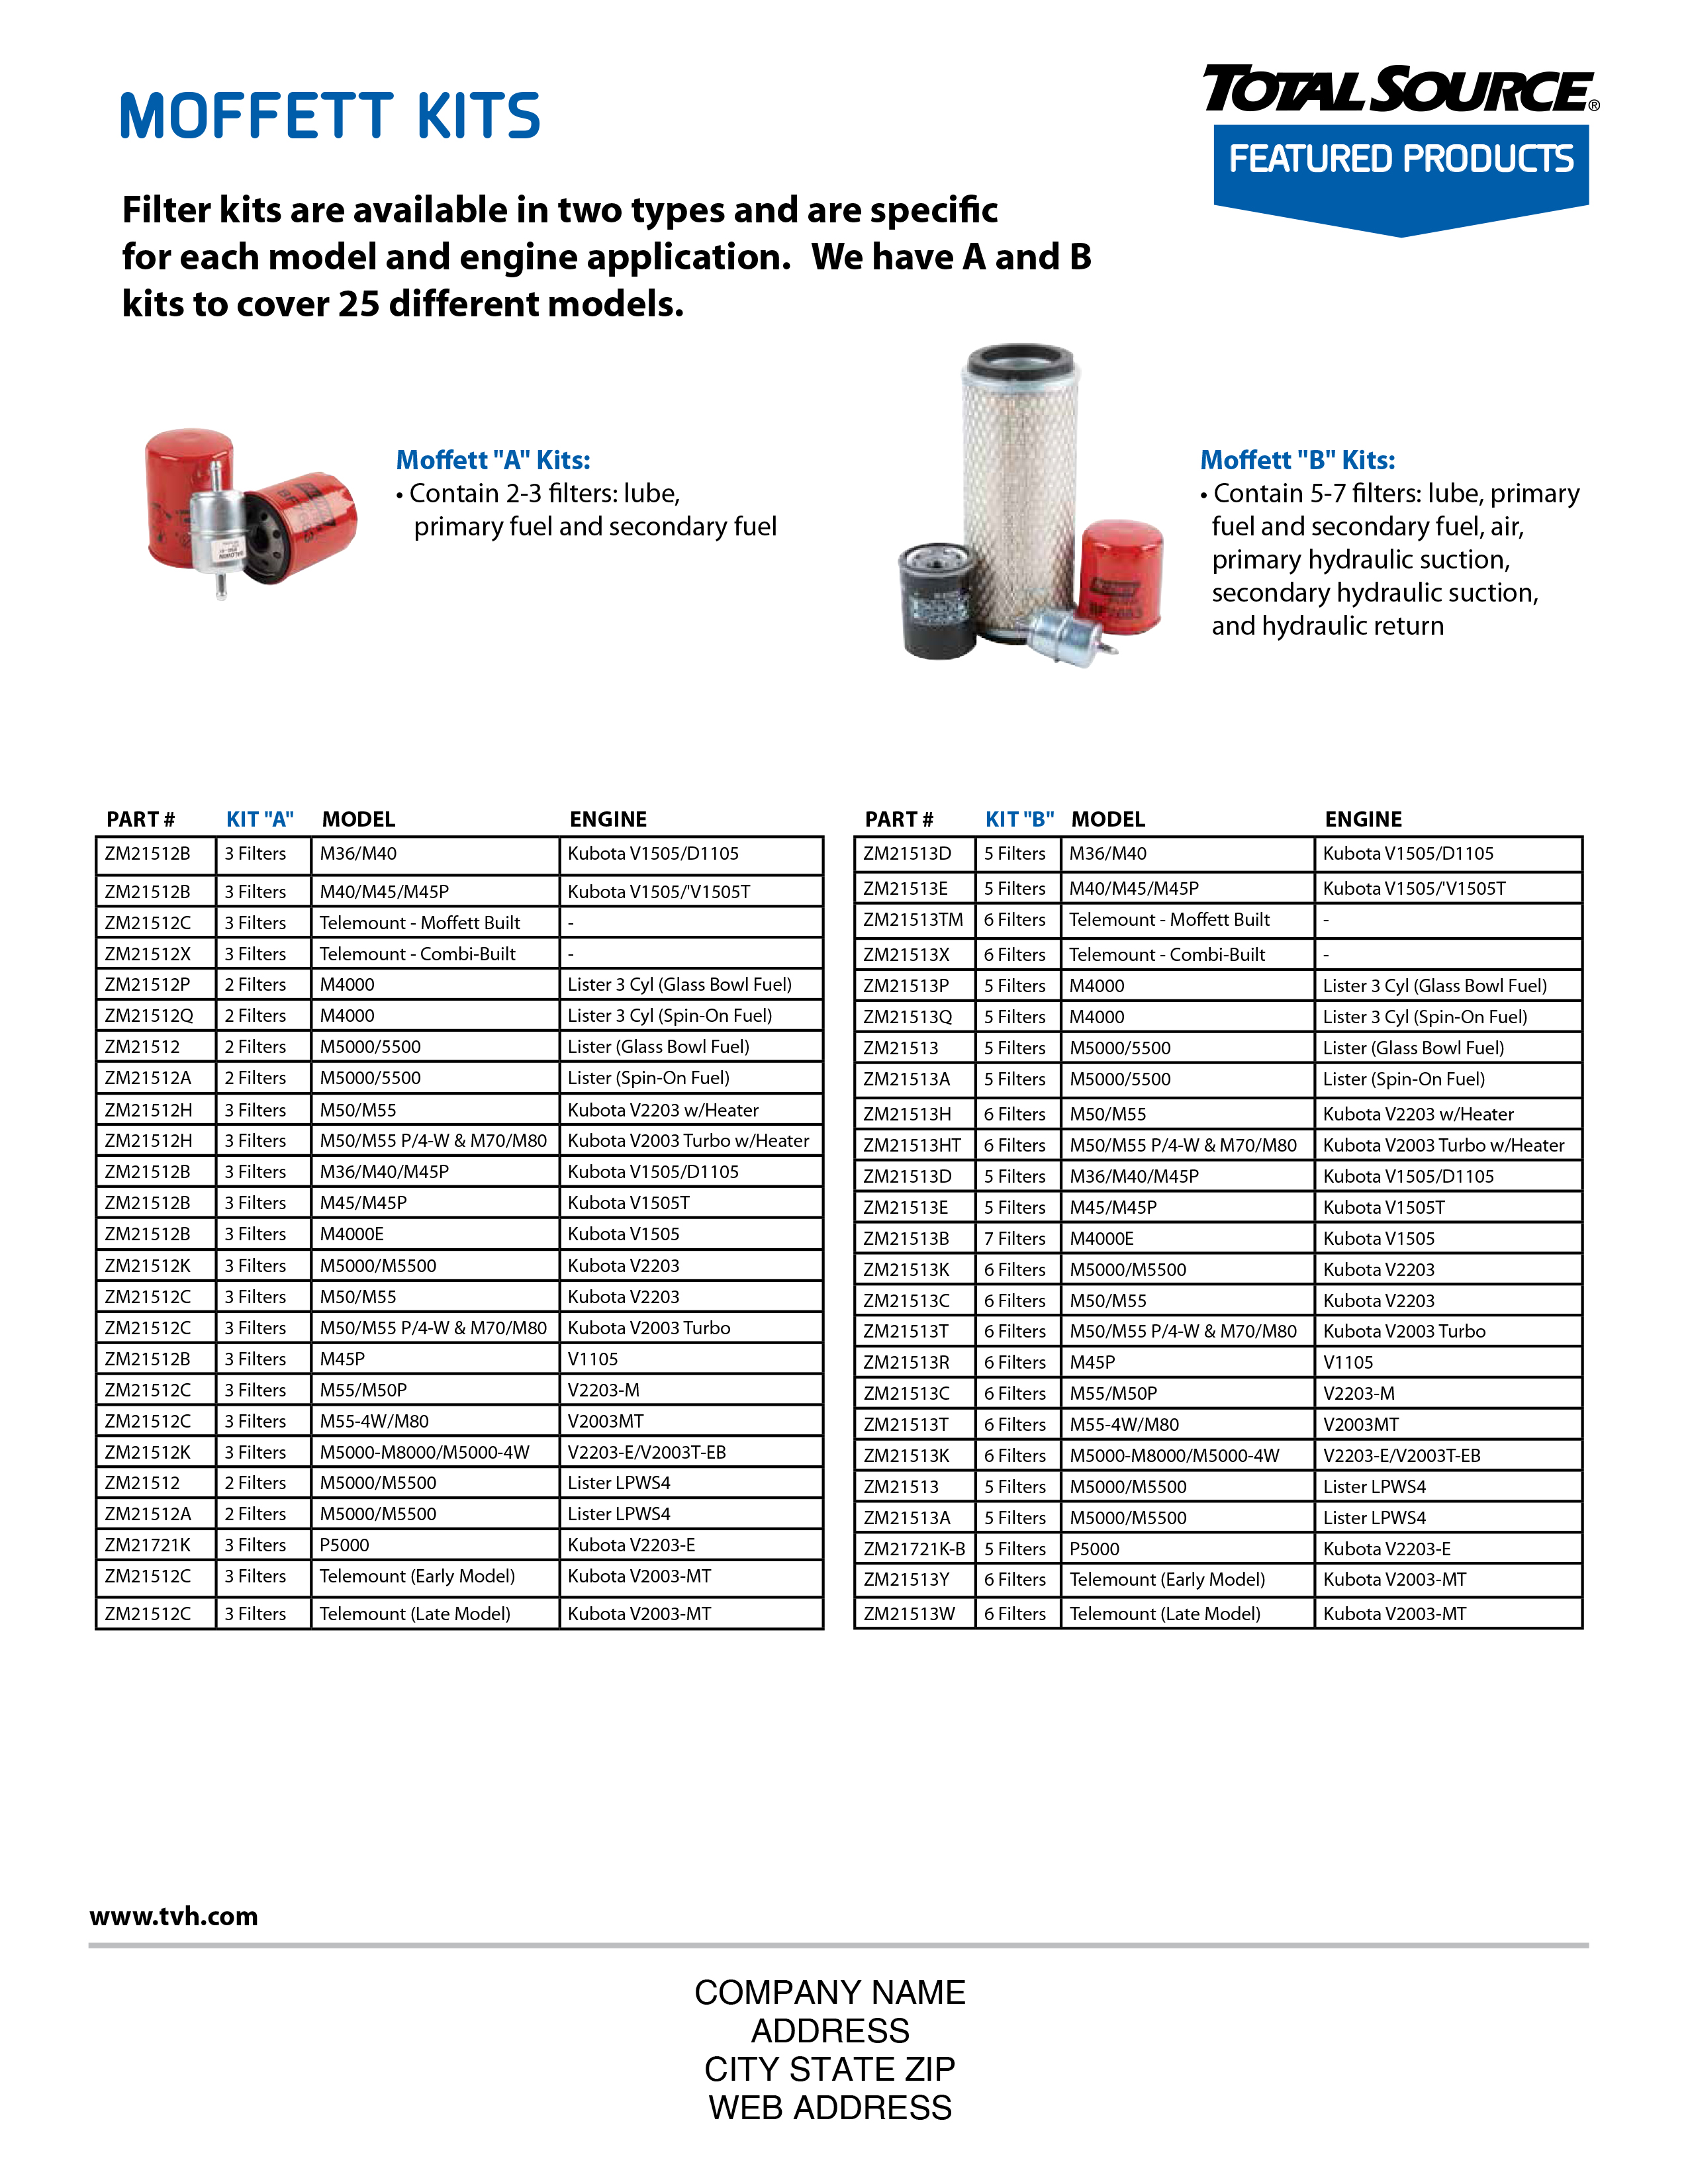 MOFFETT KITS
TOTALSOURCE®
FEATURED PRODUCTS
Filter kits are available in two types and are specific
for each model and engine application.  We have A and B
kits to cover 25 different models.
Moffett "A" Kits:
• Contain 2-3 filters: lube,
primary fuel and secondary fuel
Moffett "B" Kits:
• Contain 5-7 filters: lube, primary
fuel and secondary fuel, air,
primary hydraulic suction,
secondary hydraulic suction,
and hydraulic return
PART # KIT "A" MODEL ENGINE
ZM21512B 3 Filters M36/M40 Kubota V1505/D1105
ZM21512B 3 Filters M40/M45/M45P Kubota V1505/'V1505T
ZM21512C 3 Filters Telemount - Moffett Built -
ZM21512X 3 Filters Telemount - Combi-Built -
ZM21512P 2 Filters M4000 Lister 3 Cyl (Glass Bowl Fuel)
ZM21512Q 2 Filters M4000 Lister 3 Cyl (Spin-On Fuel)
ZM21512 2 Filters M5000/5500 Lister (Glass Bowl Fuel)
ZM21512A 2 Filters M5000/5500 Lister (Spin-On Fuel)
ZM21512H 3 Filters M50/M55 Kubota V2203 w/Heater
ZM21512H 3 Filters M50/M55 P/4-W & M70/M80 Kubota V2003 Turbo w/Heater
ZM21512B 3 Filters M36/M40/M45P Kubota V1505/D1105
ZM21512B 3 Filters M45/M45P Kubota V1505T
ZM21512B 3 Filters M4000E Kubota V1505
ZM21512K 3 Filters M5000/M5500 Kubota V2203
ZM21512C 3 Filters M50/M55 Kubota V2203
ZM21512C 3 Filters M50/M55 P/4-W & M70/M80 Kubota V2003 Turbo
ZM21512B 3 Filters M45P V1105
ZM21512C 3 Filters M55/M50P V2203-M
ZM21512C 3 Filters M55-4W/M80 V2003MT
ZM21512K 3 Filters M5000-M8000/M5000-4W V2203-E/V2003T-EB
ZM21512 2 Filters M5000/M5500 Lister LPWS4
ZM21512A 2 Filters M5000/M5500 Lister LPWS4
ZM21721K 3 Filters P5000 Kubota V2203-E
ZM21512C 3 Filters Telemount (Early Model) Kubota V2003-MT
ZM21512C 3 Filters Telemount (Late Model) Kubota V2003-MT
PART # KIT "B" MODEL ENGINE
ZM21513D 5 Filters M36/M40 Kubota V1505/D1105
ZM21513E 5 Filters M40/M45/M45P Kubota V1505/'V1505T
ZM21513TM 6 Filters Telemount - Moffett Built -
ZM21513X 6 Filters Telemount - Combi-Built -
ZM21513P 5 Filters M4000 Lister 3 Cyl (Glass Bowl Fuel)
ZM21513Q 5 Filters M4000 Lister 3 Cyl (Spin-On Fuel)
ZM21513 5 Filters M5000/5500 Lister (Glass Bowl Fuel)
ZM21513A 5 Filters M5000/5500 Lister (Spin-On Fuel)
ZM21513H 6 Filters M50/M55 Kubota V2203 w/Heater
ZM21513HT 6 Filters M50/M55 P/4-W & M70/M80 Kubota V2003 Turbo w/Heater
ZM21513D 5 Filters M36/M40/M45P Kubota V1505/D1105
ZM21513E 5 Filters M45/M45P Kubota V1505T
ZM21513B 7 Filters M4000E Kubota V1505
ZM21513K 6 Filters M5000/M5500 Kubota V2203
ZM21513C 6 Filters M50/M55 Kubota V2203
ZM21513T 6 Filters M50/M55 P/4-W & M70/M80 Kubota V2003 Turbo
ZM21513R 6 Filters M45P V1105
ZM21513C 6 Filters M55/M50P V2203-M
ZM21513T 6 Filters M55-4W/M80 V2003MT
ZM21513K 6 Filters M5000-M8000/M5000-4W V2203-E/V2003T-EB
ZM21513 5 Filters M5000/M5500 Lister LPWS4
ZM21513A 5 Filters M5000/M5500 Lister LPWS4
ZM21721K-B 5 Filters P5000 Kubota V2203-E
ZM21513Y 6 Filters Telemount (Early Model) Kubota V2003-MT
ZM21513W 6 Filters Telemount (Late Model) Kubota V2003-MT
www.tvh.com
COMPANY NAME
ADDRESS
CITY STATE ZIP
WEB ADDRESS